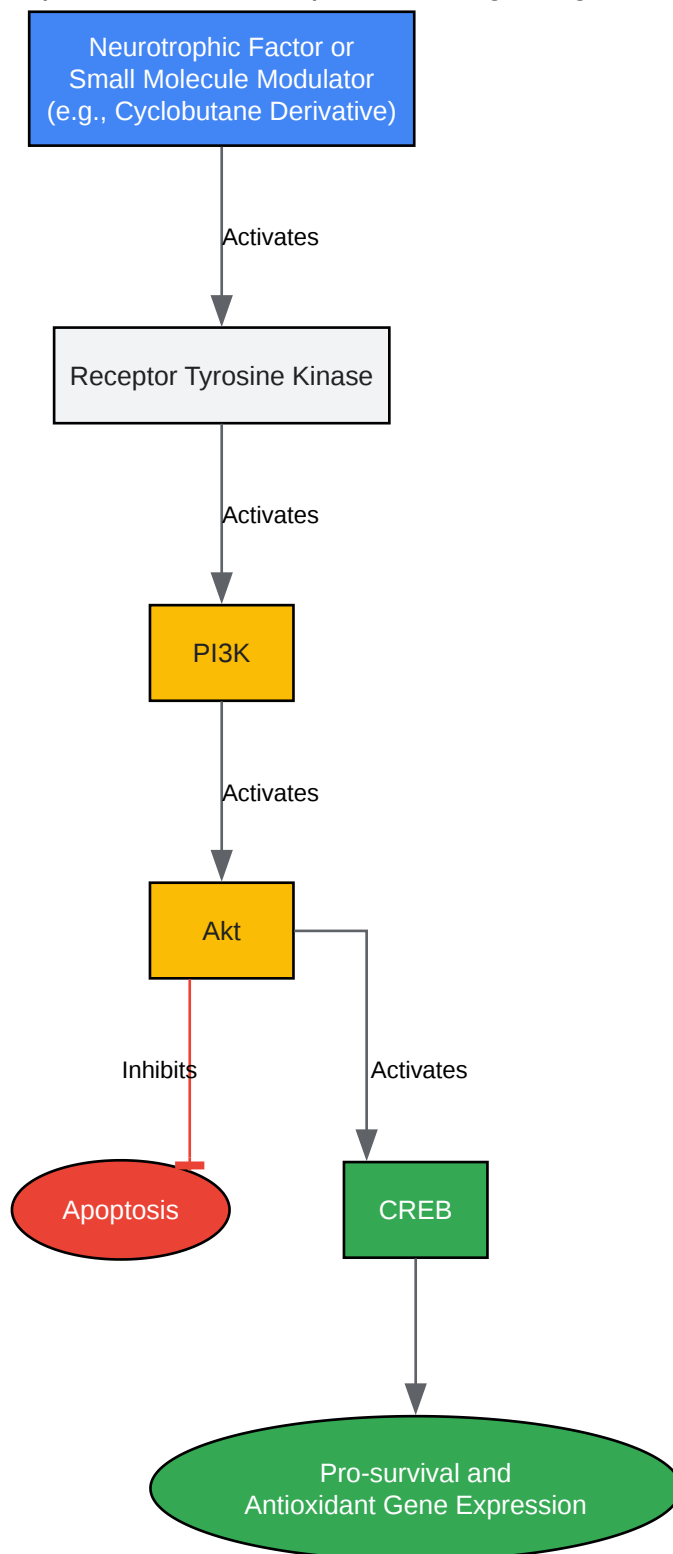 Neurotrophic Factor or
Small Molecule Modulator
(e.g., Cyclobutane Derivative)
Activates
Receptor Tyrosine Kinase
Activates
PI3K
Activates
Akt
Inhibits
Activates
Apoptosis
CREB
Pro-survival and
Antioxidant Gene Expression